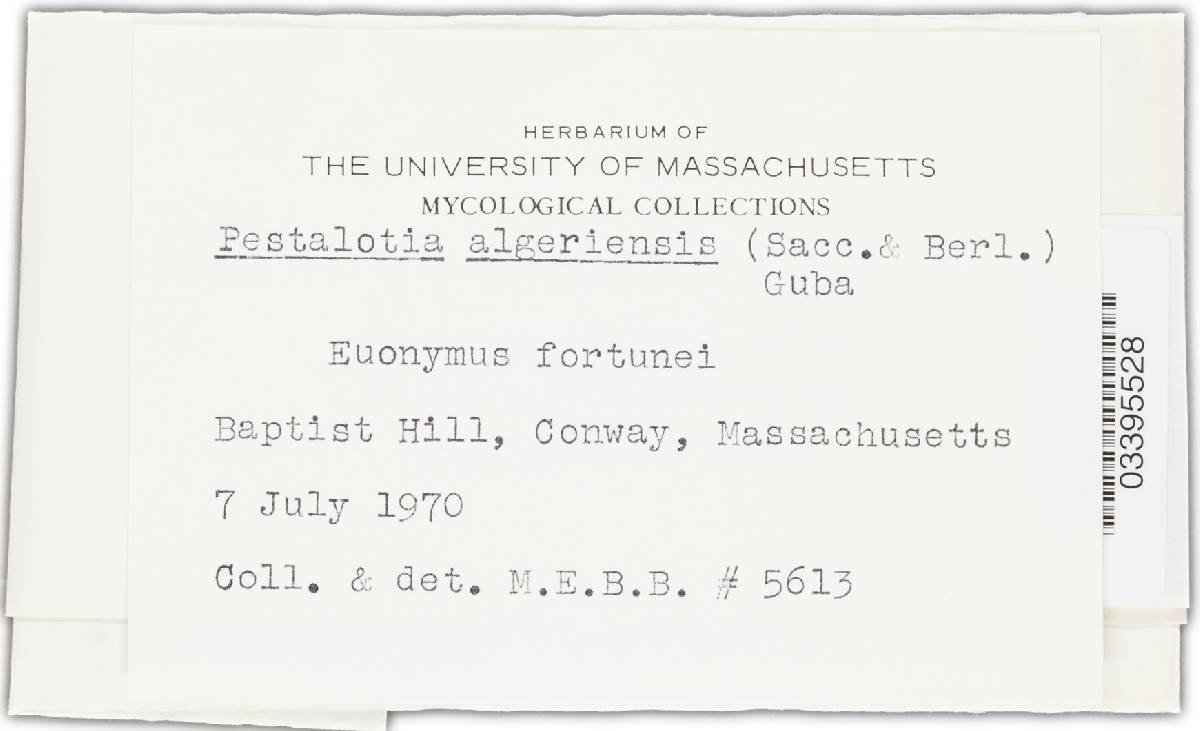 HERBARIUM OF
THE UNIVERSITY OF MASSACHUSETTS
MYCOLOGICAL COLLECTIONS
Pestalotia algeriensis (Sacc.& Berl.)
Guba
Euonymus fortunei
Baptist Hill, Conway, Massachusetts
7 July 1970
Coll. & det. M.E.B.B. # 5613
03395528